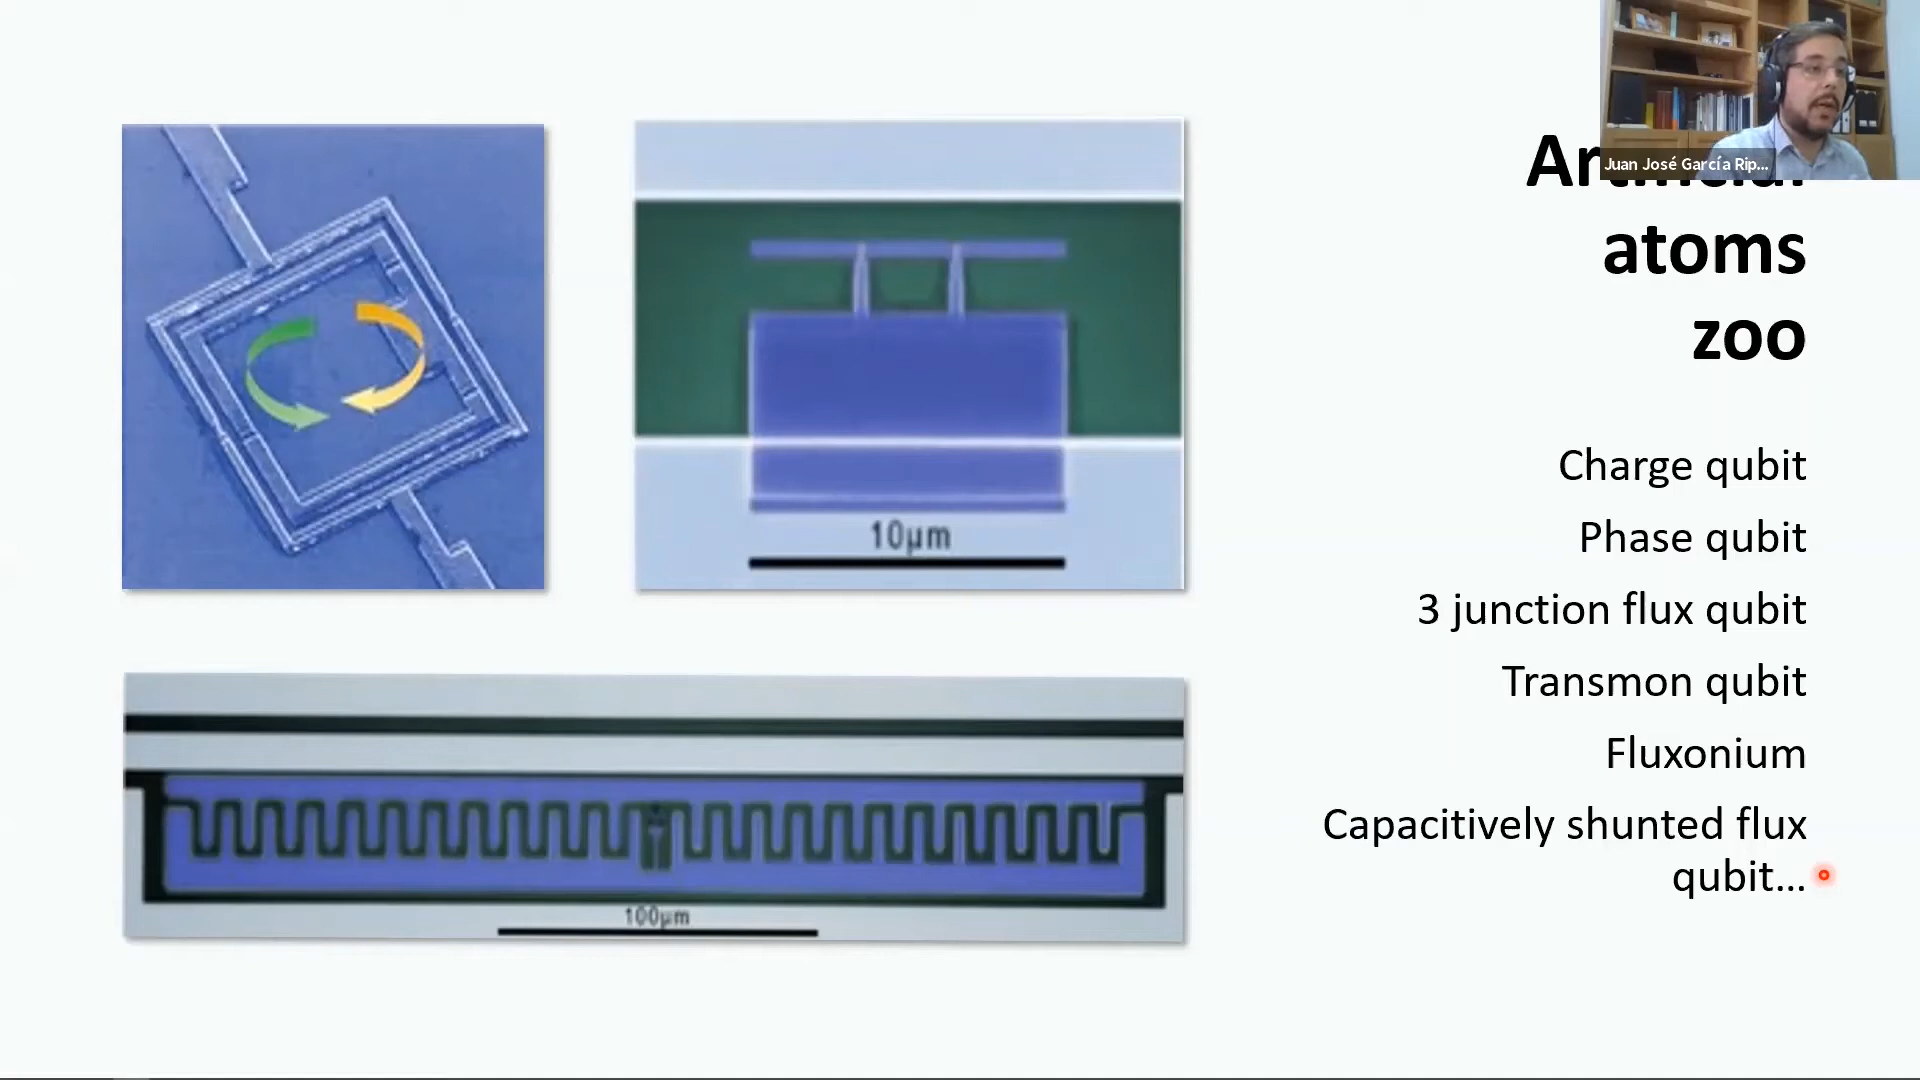 Juan José García Rip...
Artificial
atoms
zoo
Charge qubit
Phase qubit
3 junction flux qubit
Transmon qubit
Fluxonium
Capacitively shunted flux
qubit...
10μm
100μm